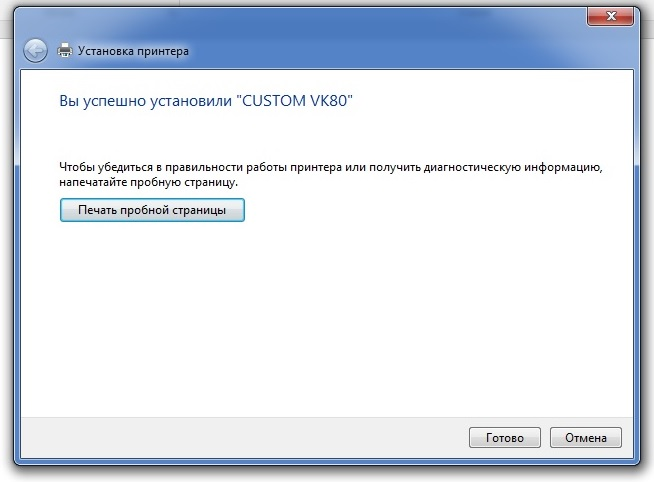 Установка принтера
Вы успешно установили "CUSTOM VK80"
Чтобы убедиться в правильности работы принтера или получить диагностическую информацию,
напечатайте пробную страницу.
Печать пробной страницы
Готово
Отмена